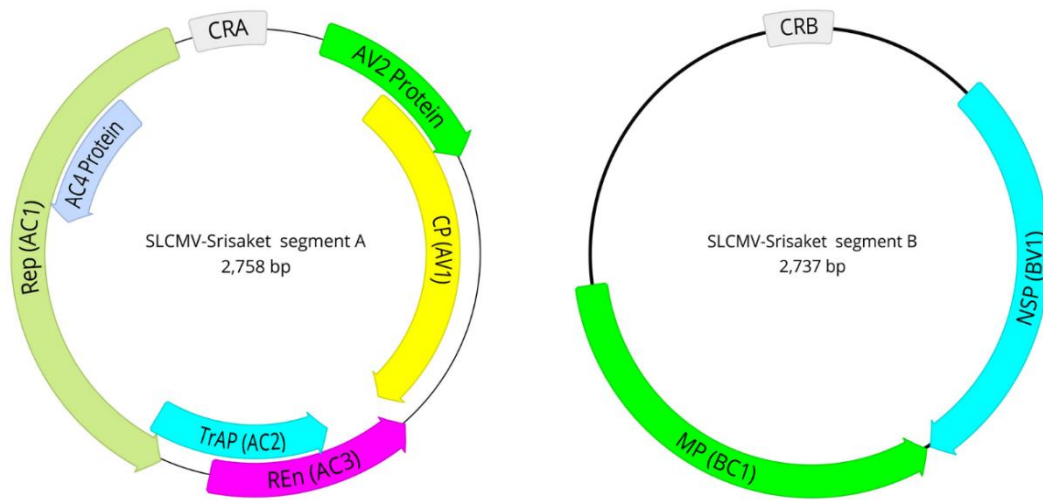 CRA
AV2 Protein
CP (AV1)
REn (AC3)
TrAP (AC2)
Rep (AC1)
AC4 Protein
SLCMV-Srisaket segment A
2,758 bp
CRB
NSP (BV1)
MP (BC1)
SLCMV-Srisaket segment B
2,737 bp